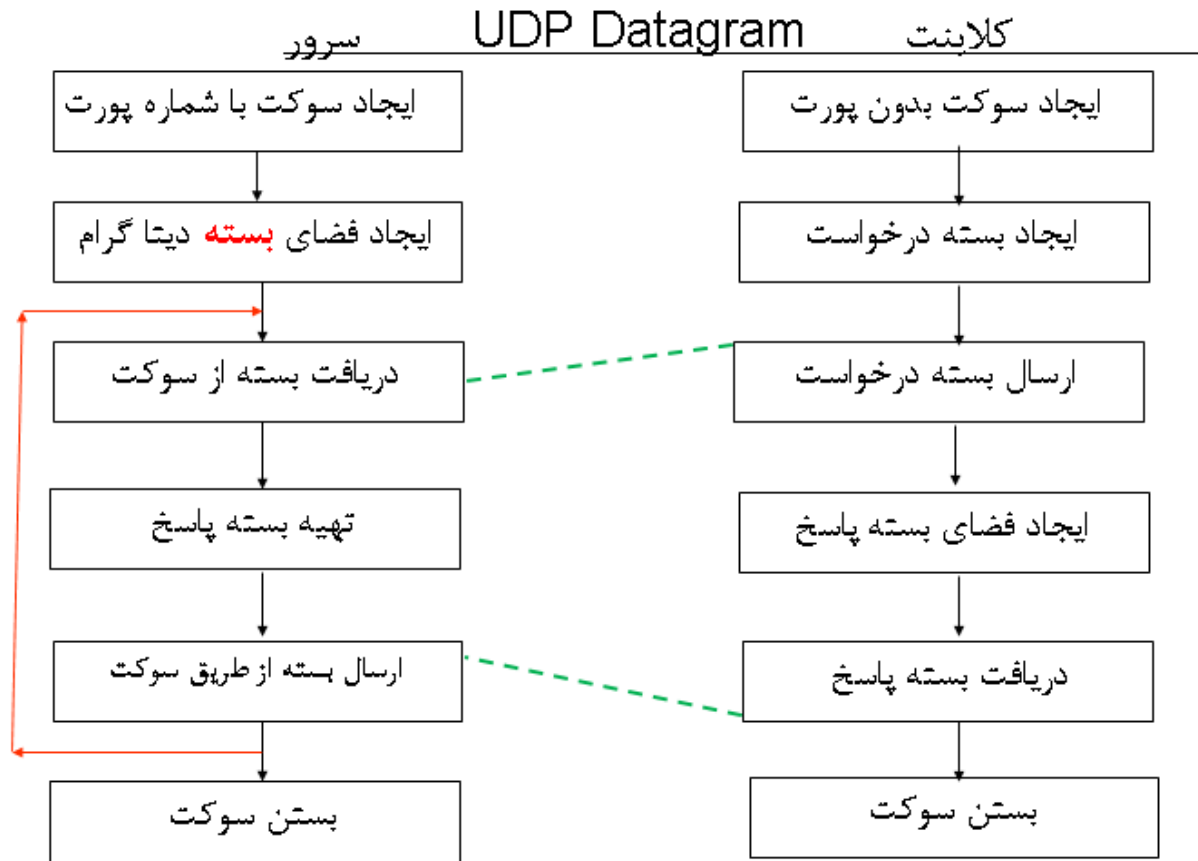 سرور UDP Datagram کلاینت
ایجاد سوکت با شماره پورت
ایجاد فضای بسته دیتا گرام
دریافت بسته از سوکت
تهیه بسته پاسخ
ارسال بسته از طریق سوکت
بستن سوکت
ایجاد سوکت بدون پورت
ایجاد بسته درخواست
ارسال بسته درخواست
ایجاد فضای بسته پاسخ
دریافت بسته پاسخ
بستن سوکت